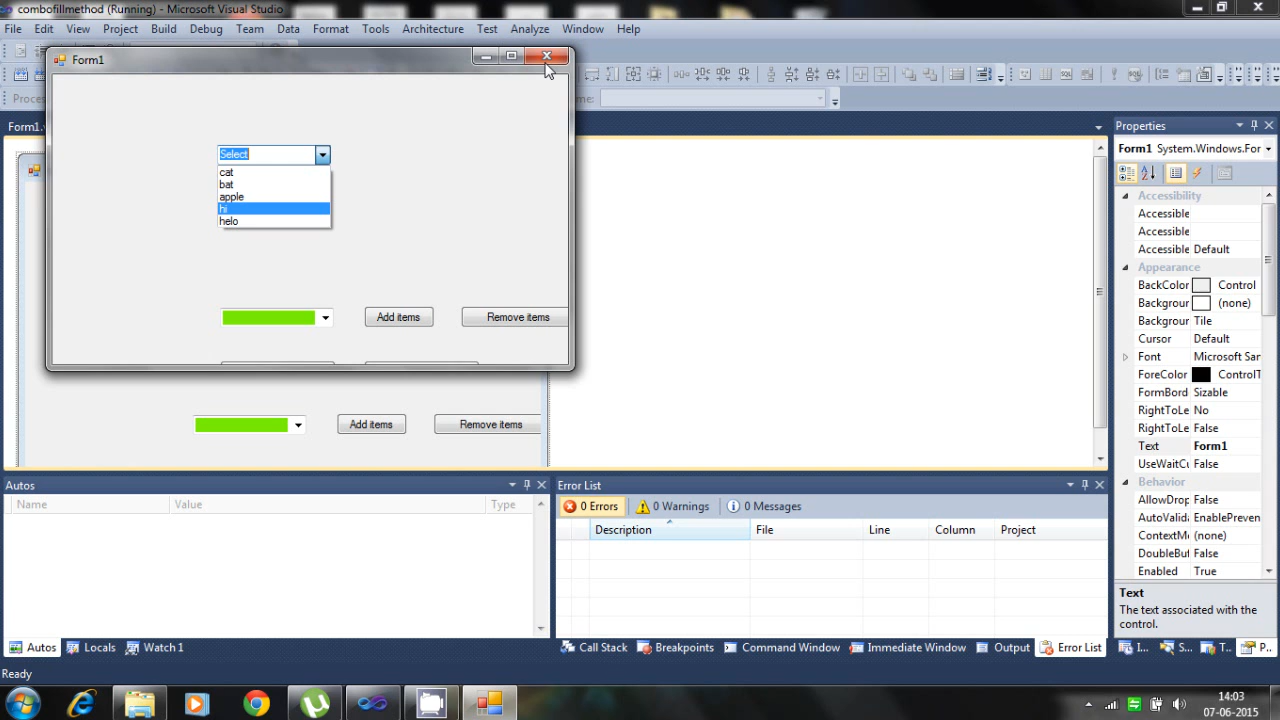 combofillmethod (Running) - Microsoft Visual Studio
File Edit View Project Build Debug Team Data Format Tools Architecture Test Analyze Window Help
Form1
Proces
me:
Form1.
Select
cat
bat
apple
hi
helo
Add items
Remove items
Add items
Remove items
Properties
Form1 System.Windows.For
Accessibility
Accessible
Accessible
Accessible Default
Appearance
BackColor Control
Backgrour (none)
Backgrour Tile
Cursor Default
Font Microsoft San
ForeColor ControlT
FormBord Sizable
RightToLe No
RightToLe False
Text Form1
UseWaitCu False
Behavior
AllowDrop False
AutoValida EnablePreven
ContextMe (none)
DoubleBuf False
Enabled True
Text
The text associated with the
control.
Autos
Name Value Type
Error List
0 Errors 0 Warnings 0 Messages
Description File Line Column Project
Autos Locals Watch 1
Call Stack Breakpoints Command Window Immediate Window Output Error List
I... S... T... P...
Ready
14:03
07-06-2015